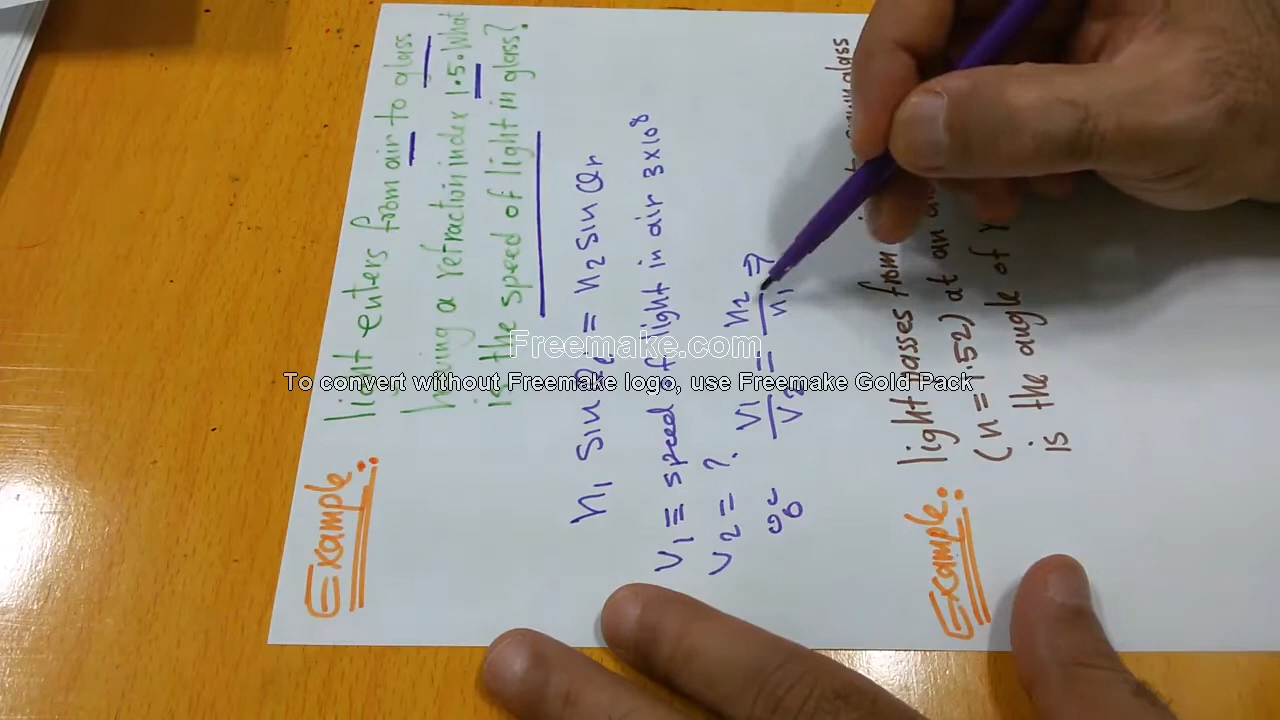 Example:
light enters from air to glass
having a refraction index 1.5. What
is the speed of light in glass?
n1 sin θi = n2 sin θr
V1 ≡ speed of light in air 3x10⁸
V2 = ?
∴ V1/V2 = n2/n1 ⇒
Example:
light passes from crown glass
(n=1.52) at an
is the angle of
Freemake.com
To convert without Freemake logo, use Freemake Gold Pack